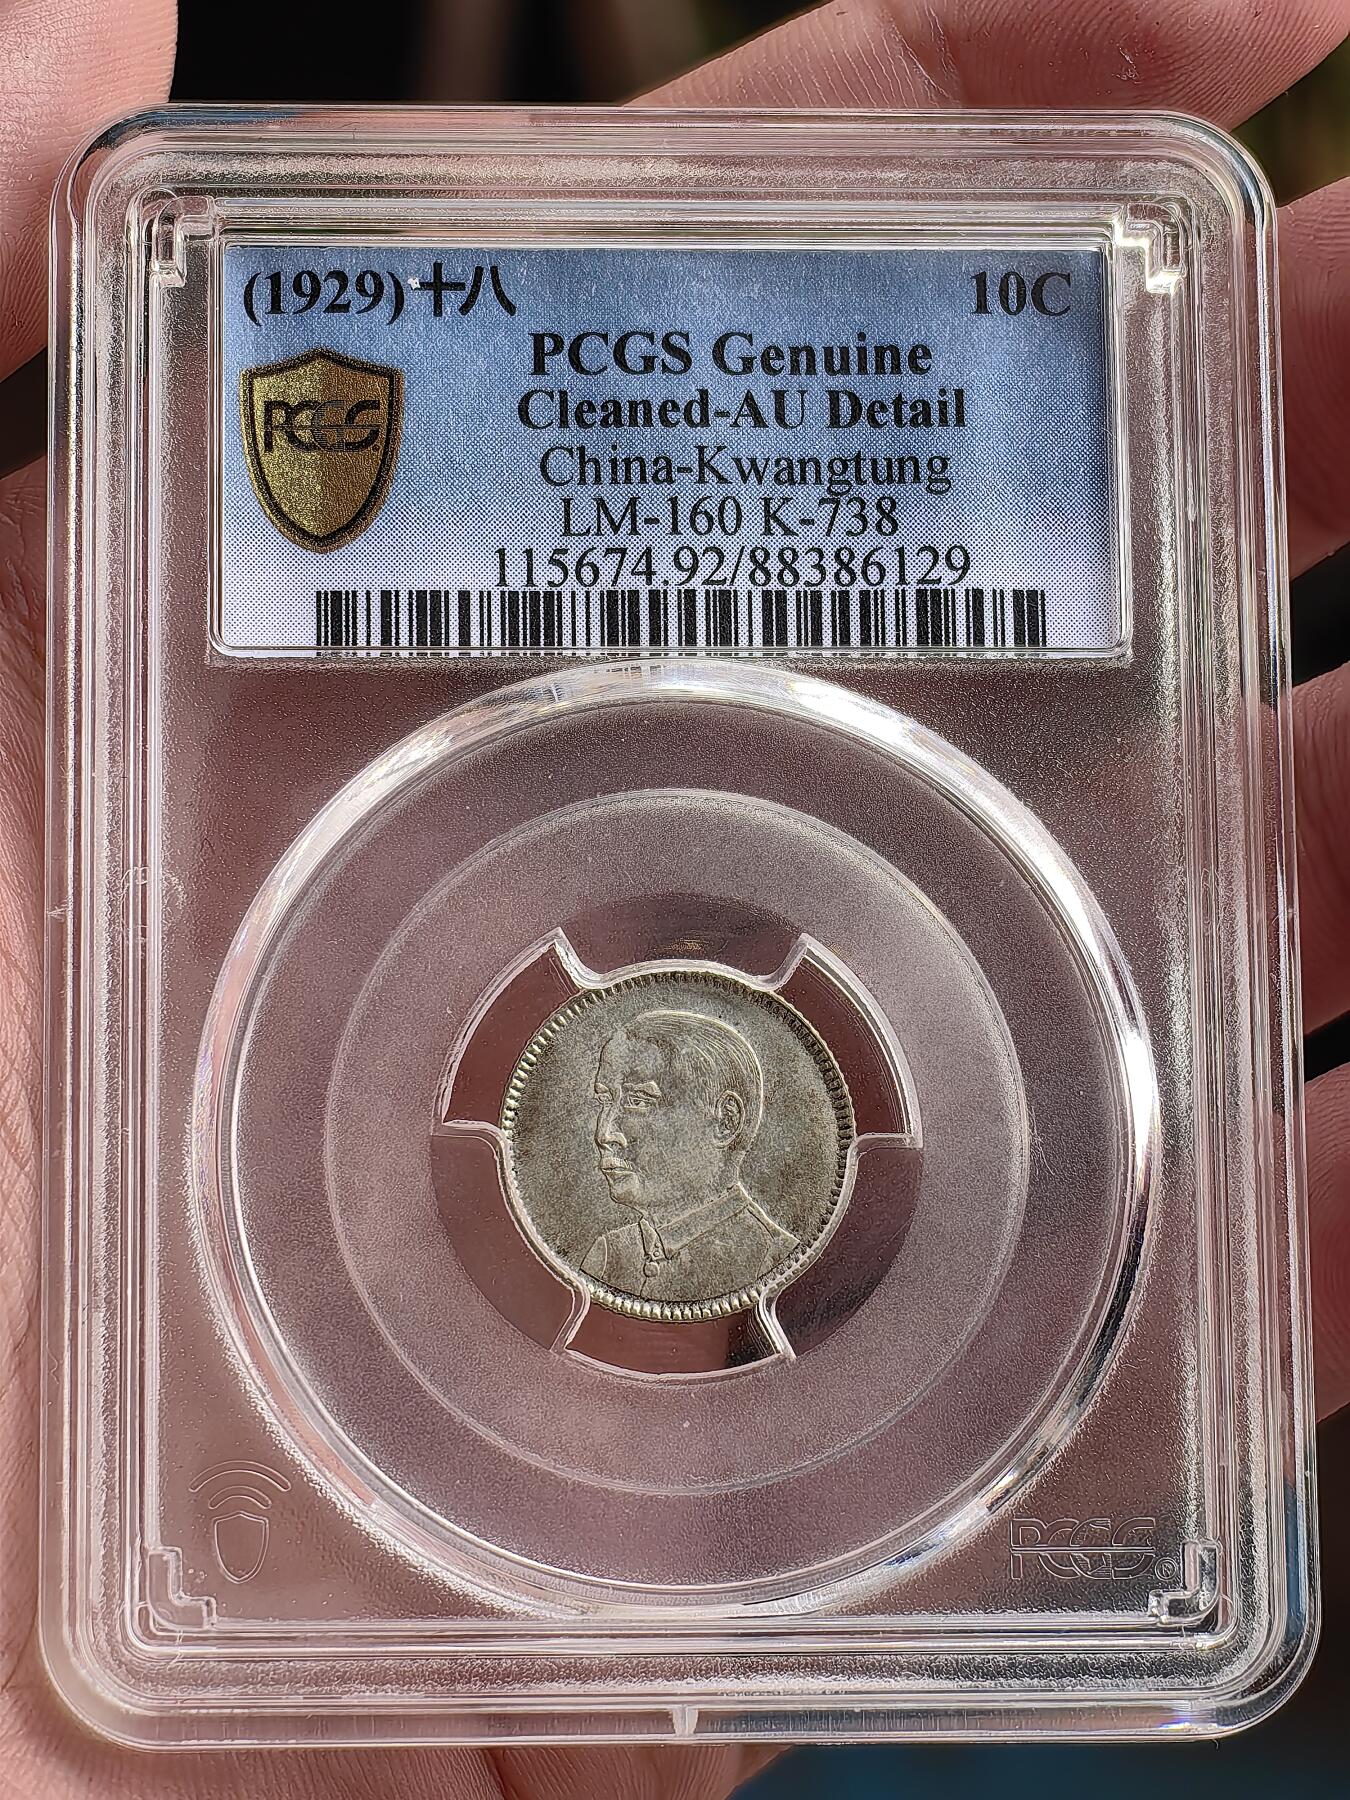 (1929)十八 10C
PCGS Genuine
Cleaned-AU Detail
China-Kwangtung
LM-160 K-738
115674.92/88386129
PCGS
PCGS®